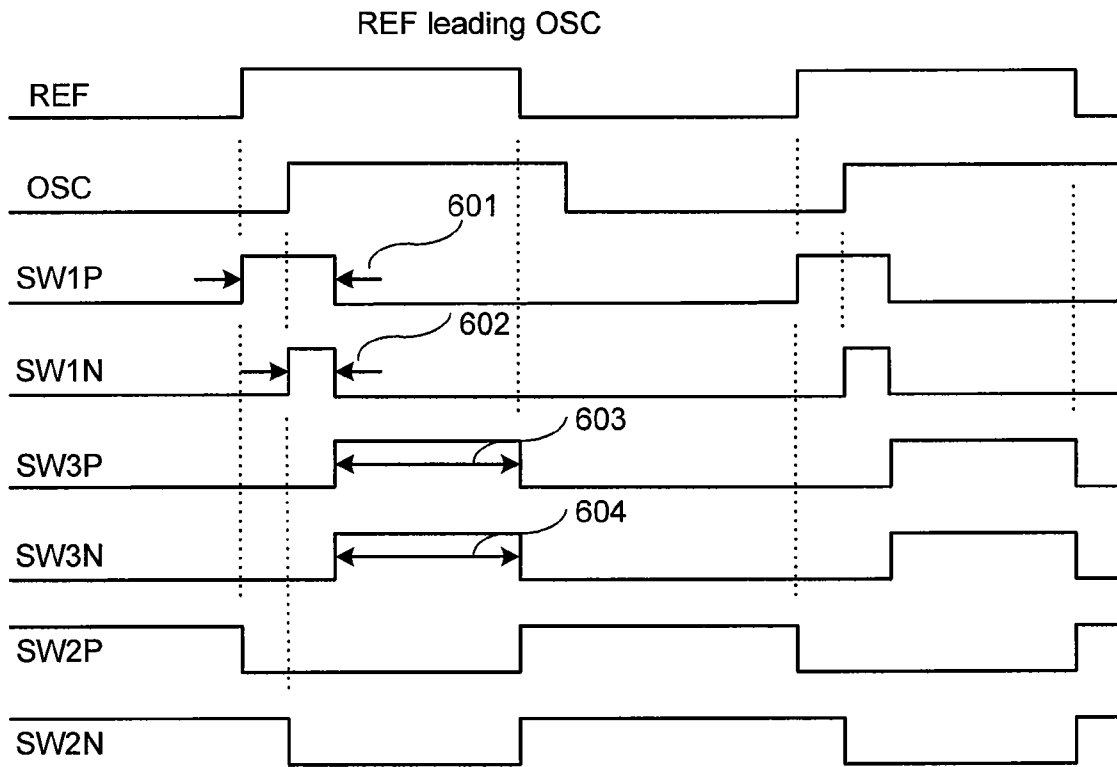 REF leading OSC
REF
OSC
601
SW1P
602
SW1N
603
SW3P
604
SW3N
SW2P
SW2N